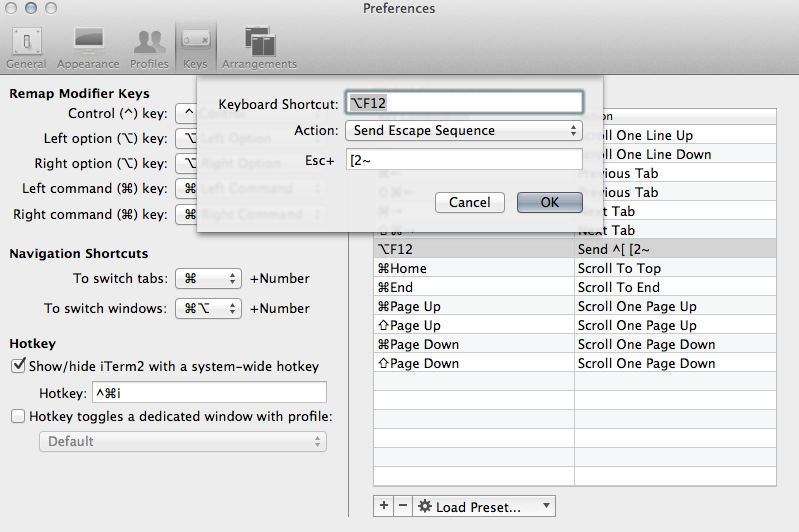 Preferences
General Appearance Profiles Keys Arrangements
Keyboard Shortcut: ⌥F12
Action: Send Escape Sequence
Esc+ [2~
Cancel OK
Remap Modifier Keys
Control (^) key: ^ Control
Left option (⌥) key: ⌥ Left Option
Right option (⌥) key: ⌥ Right Option
Left command (⌘) key: ⌘ Left Command
Right command (⌘) key: ⌘ Right Command
Navigation Shortcuts
To switch tabs: ⌘ +Number
To switch windows: ⌘⌥ +Number
Hotkey
Show/hide iTerm2 with a system-wide hotkey
Hotkey: ^⌘i
Hotkey toggles a dedicated window with profile:
Default
Scroll One Line Up
Scroll One Line Down
⌘← Previous Tab
⇧⌘← Previous Tab
⌘→ Next Tab
⇧⌘→ Next Tab
⌥F12 Send ^[ [2~
⌘Home Scroll To Top
⌘End Scroll To End
⌘Page Up Scroll One Page Up
⇧Page Up Scroll One Page Up
⌘Page Down Scroll One Page Down
⇧Page Down Scroll One Page Down
+ − Load Preset...